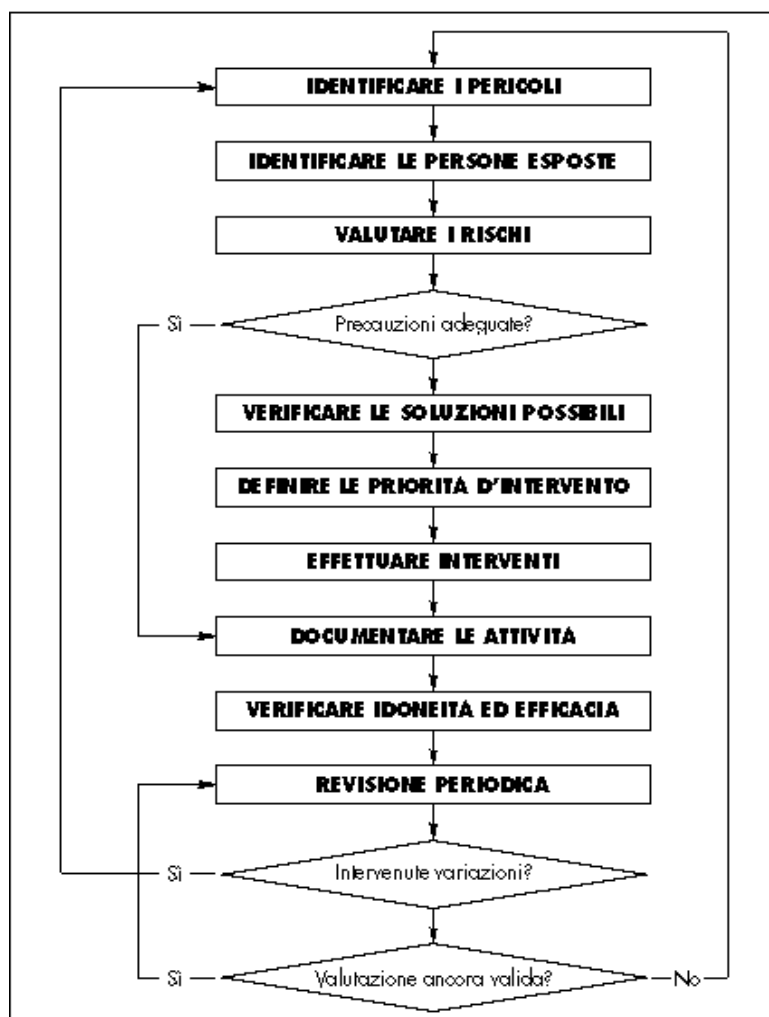 IDENTIFICARE I PERICOLI
IDENTIFICARE LE PERSONE ESPOSTE
VALUTARE I RISCHI
Sì
Precauzioni adeguate?
VERIFICARE LE SOLUZIONI POSSIBILI
DEFINIRE LE PRIORITÀ D'INTERVENTO
EFFETTUARE INTERVENTI
DOCUMENTARE LE ATTIVITÀ
VERIFICARE IDONEITÀ ED EFFICACIA
REVISIONE PERIODICA
Sì
Intervenute variazioni?
Sì
Valutazione ancora valida?
No